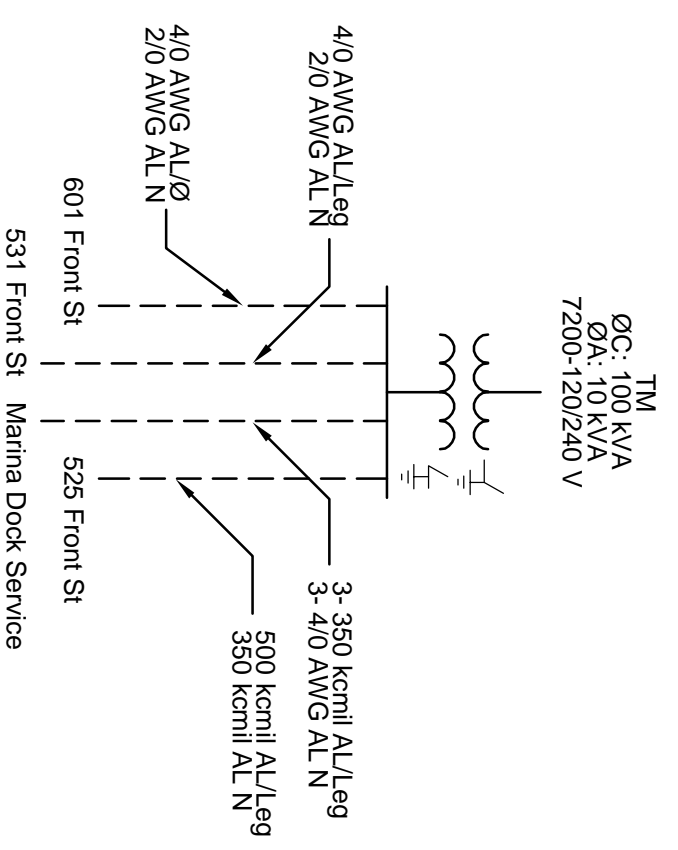 TM
ØC: 100 kVA
ØA: 10 kVA
7200-120/240 V
4/0 AWG AL/Leg
2/0 AWG AL N
4/0 AWG AL/Ø
2/0 AWG AL N
3- 350 kcmil AL/Leg
3- 4/0 AWG AL N
500 kcmil AL/Leg
350 kcmil AL N
601 Front St
525 Front St
531 Front St
Marina Dock Service